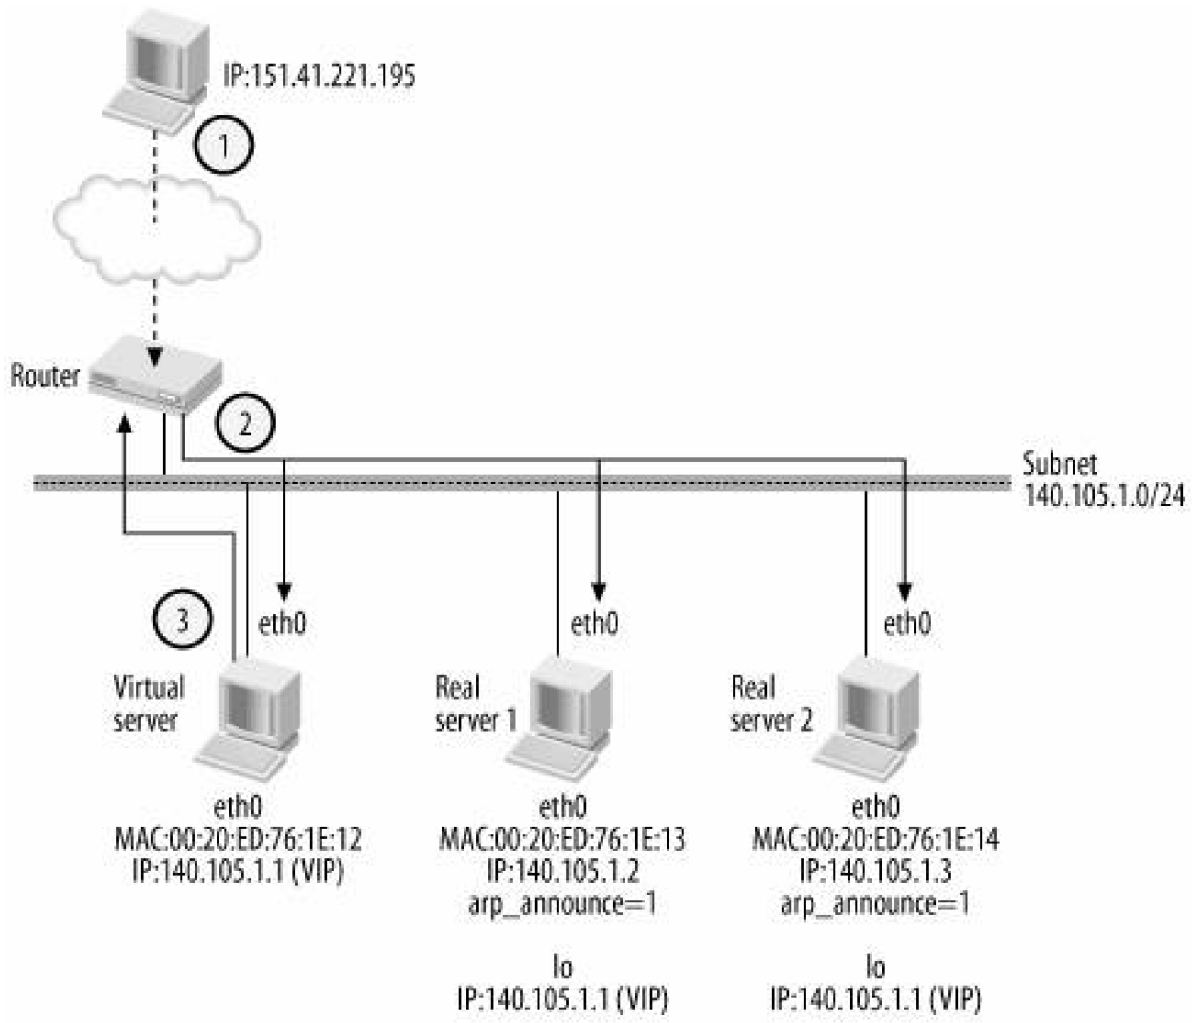 IP:151.41.221.195
1
Router
2
Subnet
140.105.1.0/24
3
eth0
eth0
eth0
Virtual
server
Real
server 1
Real
server 2
eth0
MAC:00:20:ED:76:1E:12
IP:140.105.1.1 (VIP)
eth0
MAC:00:20:ED:76:1E:13
IP:140.105.1.2
arp_announce=1
lo
IP:140.105.1.1 (VIP)
eth0
MAC:00:20:ED:76:1E:14
IP:140.105.1.3
arp_announce=1
lo
IP:140.105.1.1 (VIP)